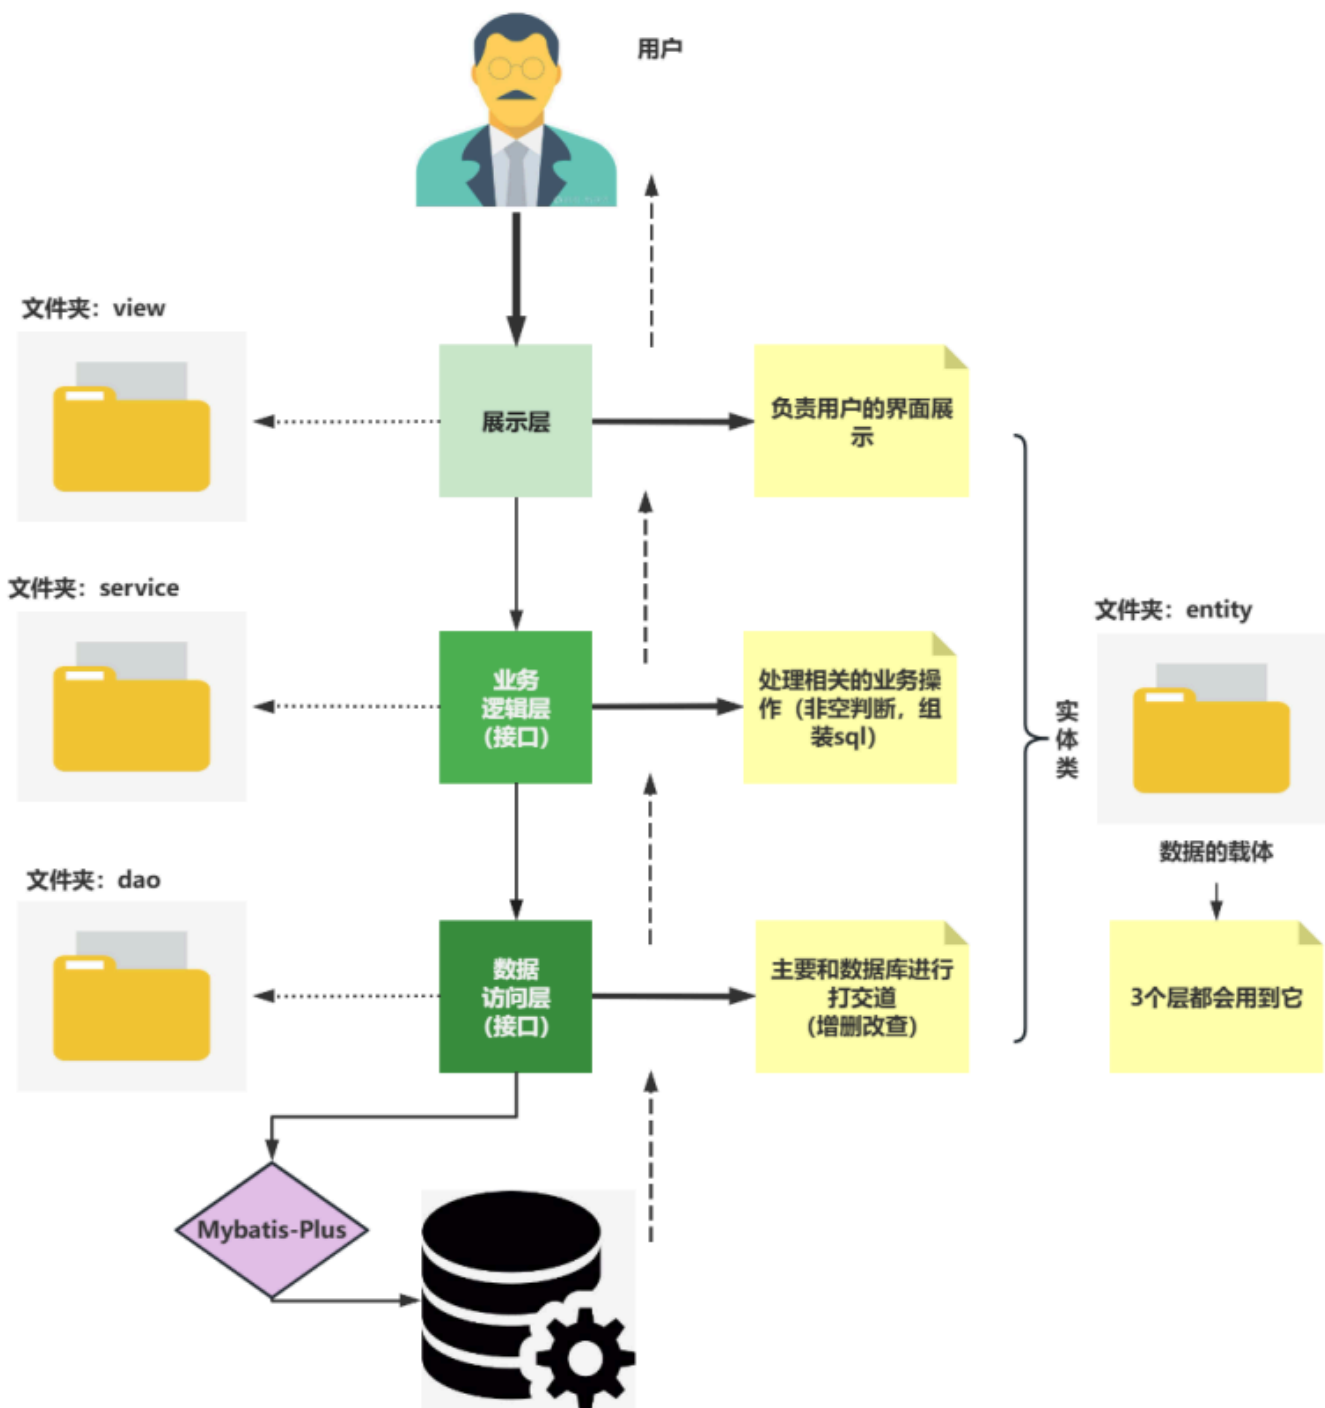 用户
文件夹：view
展示层
负责用户的界面展
示
文件夹：service
业务
逻辑层
(接口)
处理相关的业务操
作（非空判断，组
装sql）
文件夹：entity
实
体
类
数据的载体
3个层都会用到它
文件夹：dao
数据
访问层
(接口)
主要和数据库进行
打交道
（增删改查）
Mybatis-Plus